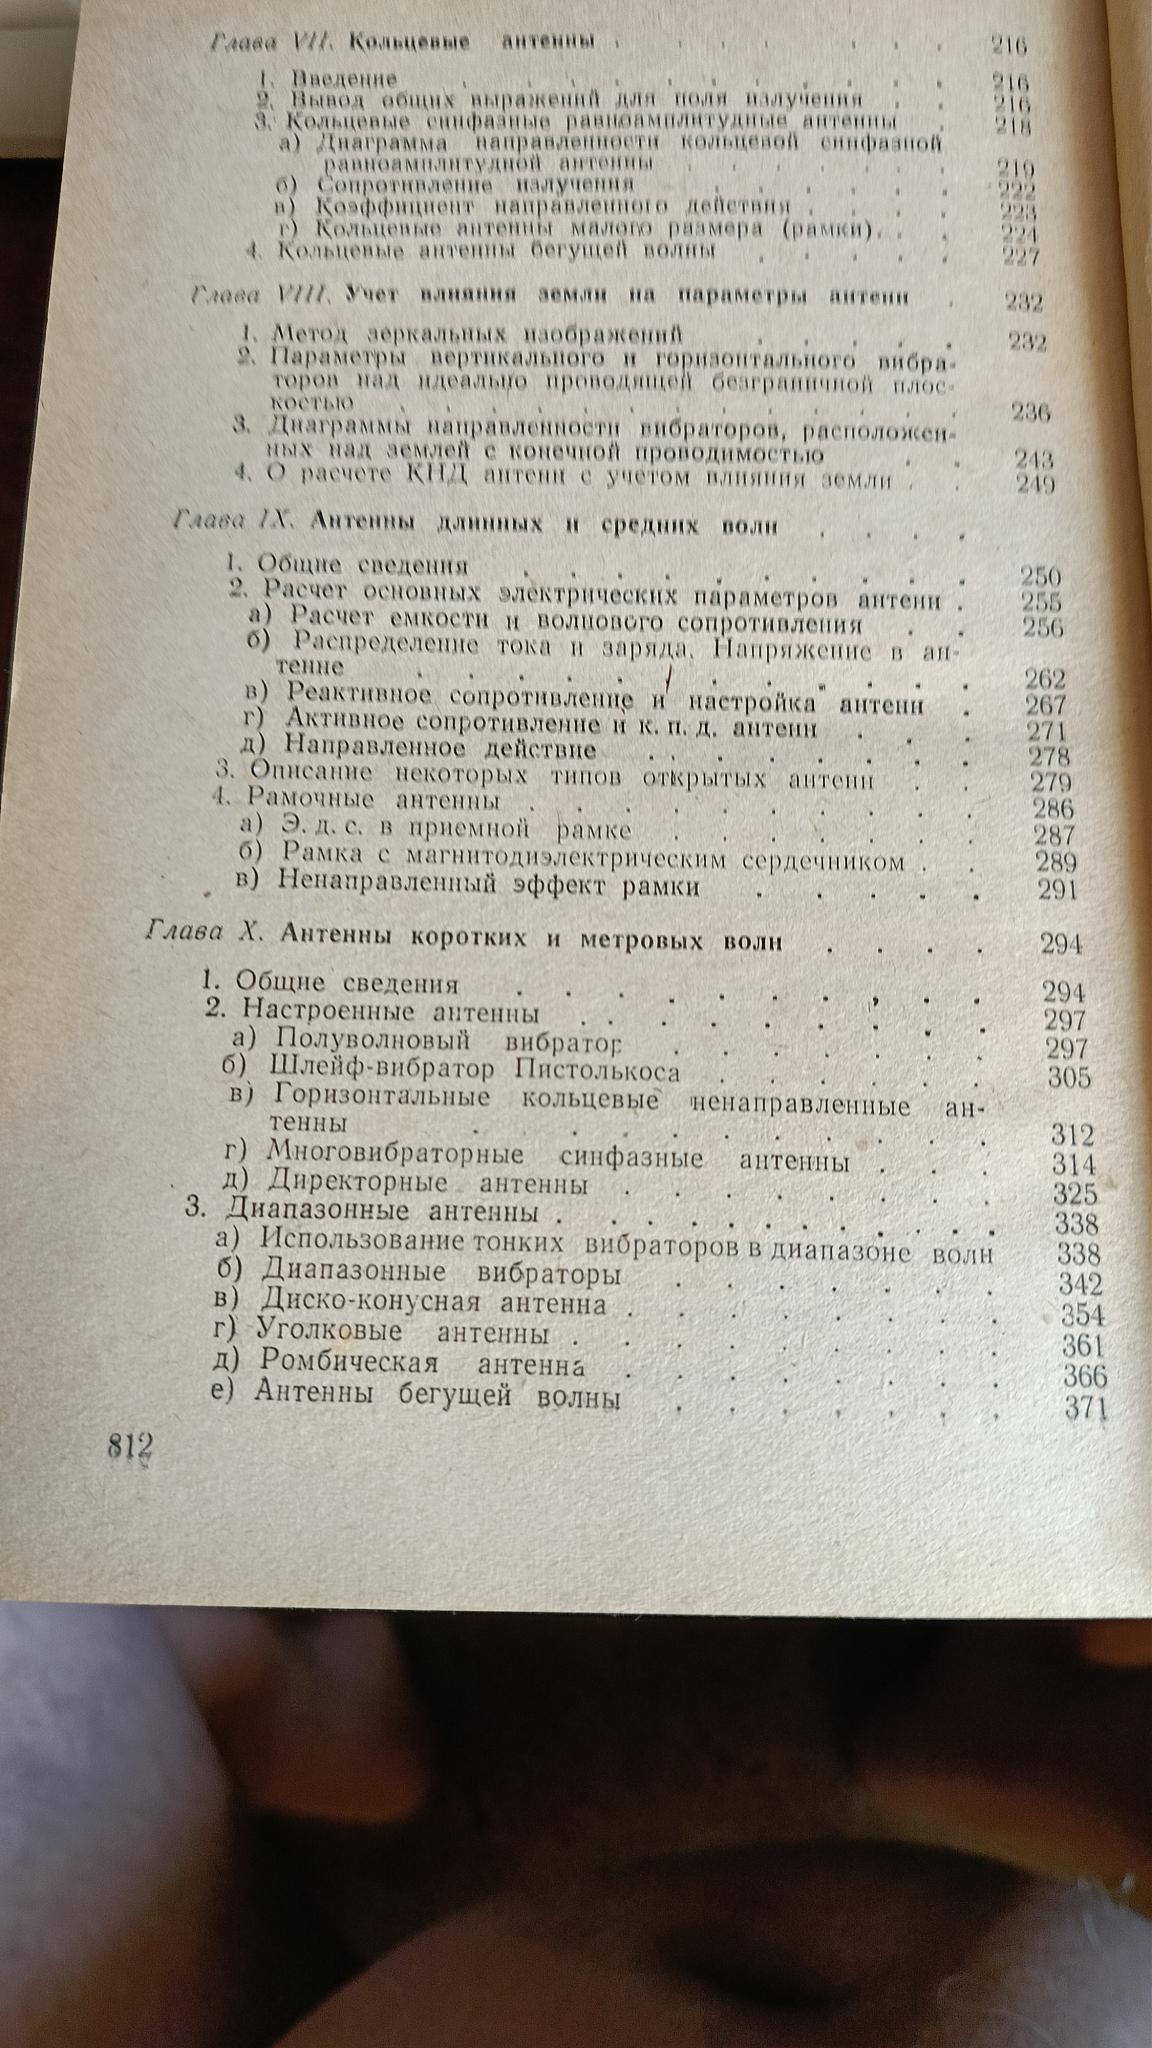 Глава VII. Кольцевые антенны . . . . . . 216
1. Введение . . . . . . . . . . 216
2. Вывод общих выражений для поля излучения . . 216
3. Кольцевые синфазные равноамплитудные антенны . 218
а) Диаграмма направленности кольцевой синфазной
равноамплитудной антенны . . . . . . 219
б) Сопротивление излучения . . . . . . 222
в) Коэффициент направленного действия . . . . 223
г) Кольцевые антенны малого размера (рамки). . . 224
4. Кольцевые антенны бегущей волны . . . . . 227
Глава VIII. Учет влияния земли на параметры антенн . 232
1. Метод зеркальных изображений . . . . . 232
2. Параметры вертикального и горизонтального вибра-
торов над идеально проводящей безграничной плос-
костью . . . . . . . . . . . . 236
3. Диаграммы направленности вибраторов, расположен-
ных над землей с конечной проводимостью . . 243
4. О расчете КНД антенн с учетом влияния земли . . 249
Глава IX. Антенны длинных и средних волн . . . .
1. Общие сведения . . . . . . . . . . 250
2. Расчет основных электрических параметров антенн . 255
а) Расчет емкости и волнового сопротивления . . 256
б) Распределение тока и заряда. Напряжение в ан-
тенне . . . . . . . . . . . 262
в) Реактивное сопротивление и настройка антенн . 267
г) Активное сопротивление и к. п. д. антенн . . . 271
д) Направленное действие . . . . . . . 278
3. Описание некоторых типов открытых антенн . . 279
4. Рамочные антенны . . . . . . . . . . 286
а) Э. д. с. в приемной рамке . . . . . . 287
б) Рамка с магнитодиэлектрическим сердечником . . 289
в) Ненаправленный эффект рамки . . . . . 291
Глава X. Антенны коротких и метровых волн . . . . 294
1. Общие сведения . . . . . . . . . . 294
2. Настроенные антенны . . . . . . . . . 297
а) Полуволновый вибратор . . . . . . . 297
б) Шлейф-вибратор Пистолькоса . . . . . . 305
в) Горизонтальные кольцевые ненаправленные ан-
тенны . . . . . . . . . . 312
г) Многовибраторные синфазные антенны . . . 314
д) Директорные антенны . . . . . . . . 325
3. Диапазонные антенны . . . . . . . . . . 338
а) Использование тонких вибраторов в диапазоне волн 338
б) Диапазонные вибраторы . . . . . . . 342
в) Диско-конусная антенна . . . . . . . . 354
г) Уголковые антенны . . . . . . . . . 361
д) Ромбическая антенна . . . . . . . . 366
е) Антенны бегущей волны . . . . . . . 371
812